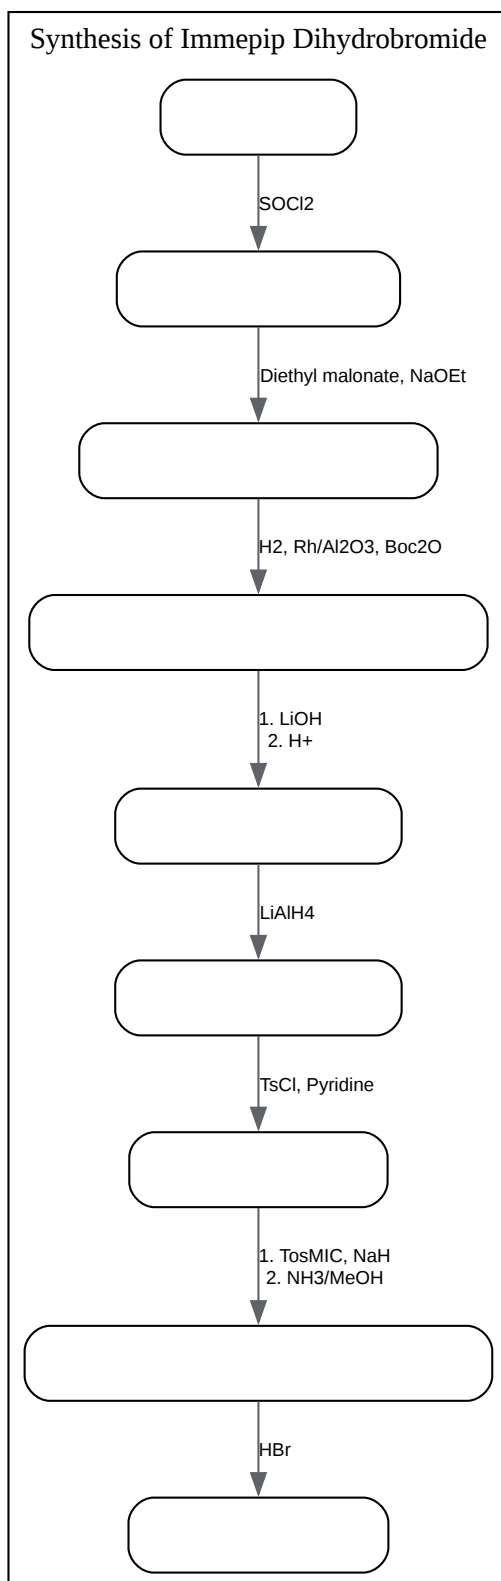 Synthesis of Immepip Dihydrobromide
SOCl2
Diethyl malonate, NaOEt
H2, Rh/Al2O3, Boc2O
1. LiOH
2. H+
LiAlH4
TsCl, Pyridine
1. TosMIC, NaH
2. NH3/MeOH
HBr